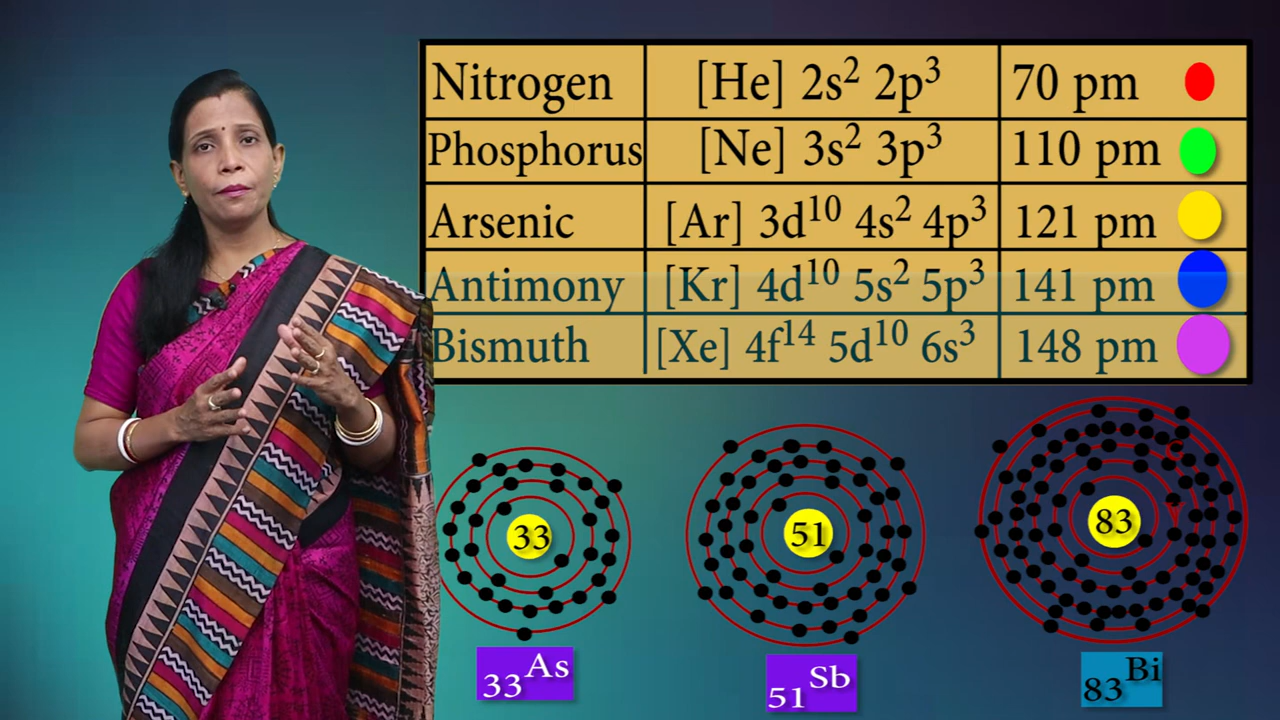 Nitrogen [He] 2s² 2p³ 70 pm
Phosphorus [Ne] 3s² 3p³ 110 pm
Arsenic [Ar] 3d¹⁰ 4s² 4p³ 121 pm
Antimony [Kr] 4d¹⁰ 5s² 5p³ 141 pm
Bismuth [Xe] 4f¹⁴ 5d¹⁰ 6s³ 148 pm
33 51 83
₃₃As ₅₁Sb ₈₃Bi